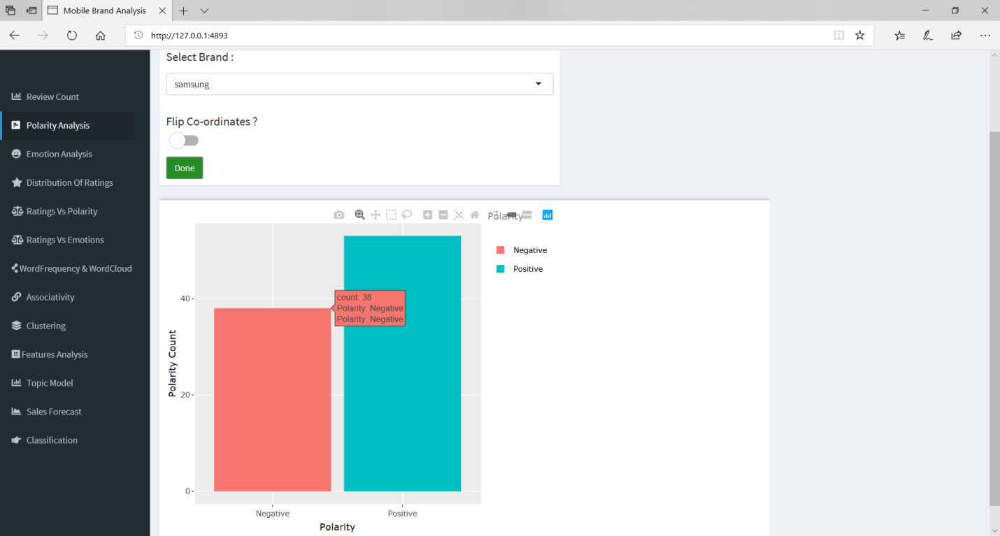 Mobile Brand Analysis
http://127.0.0.1:4893
Review Count
Polarity Analysis
Emotion Analysis
Distribution Of Ratings
Ratings Vs Polarity
Ratings Vs Emotions
WordFrequency & WordCloud
Associativity
Clustering
Features Analysis
Topic Model
Sales Forecast
Classification
Select Brand :
samsung
Flip Co-ordinates ?
Done
Polarity
Negative
Positive
count: 38
Polarity: Negative
Polarity: Negative
Polarity Count
40
20
0
Negative Positive
Polarity